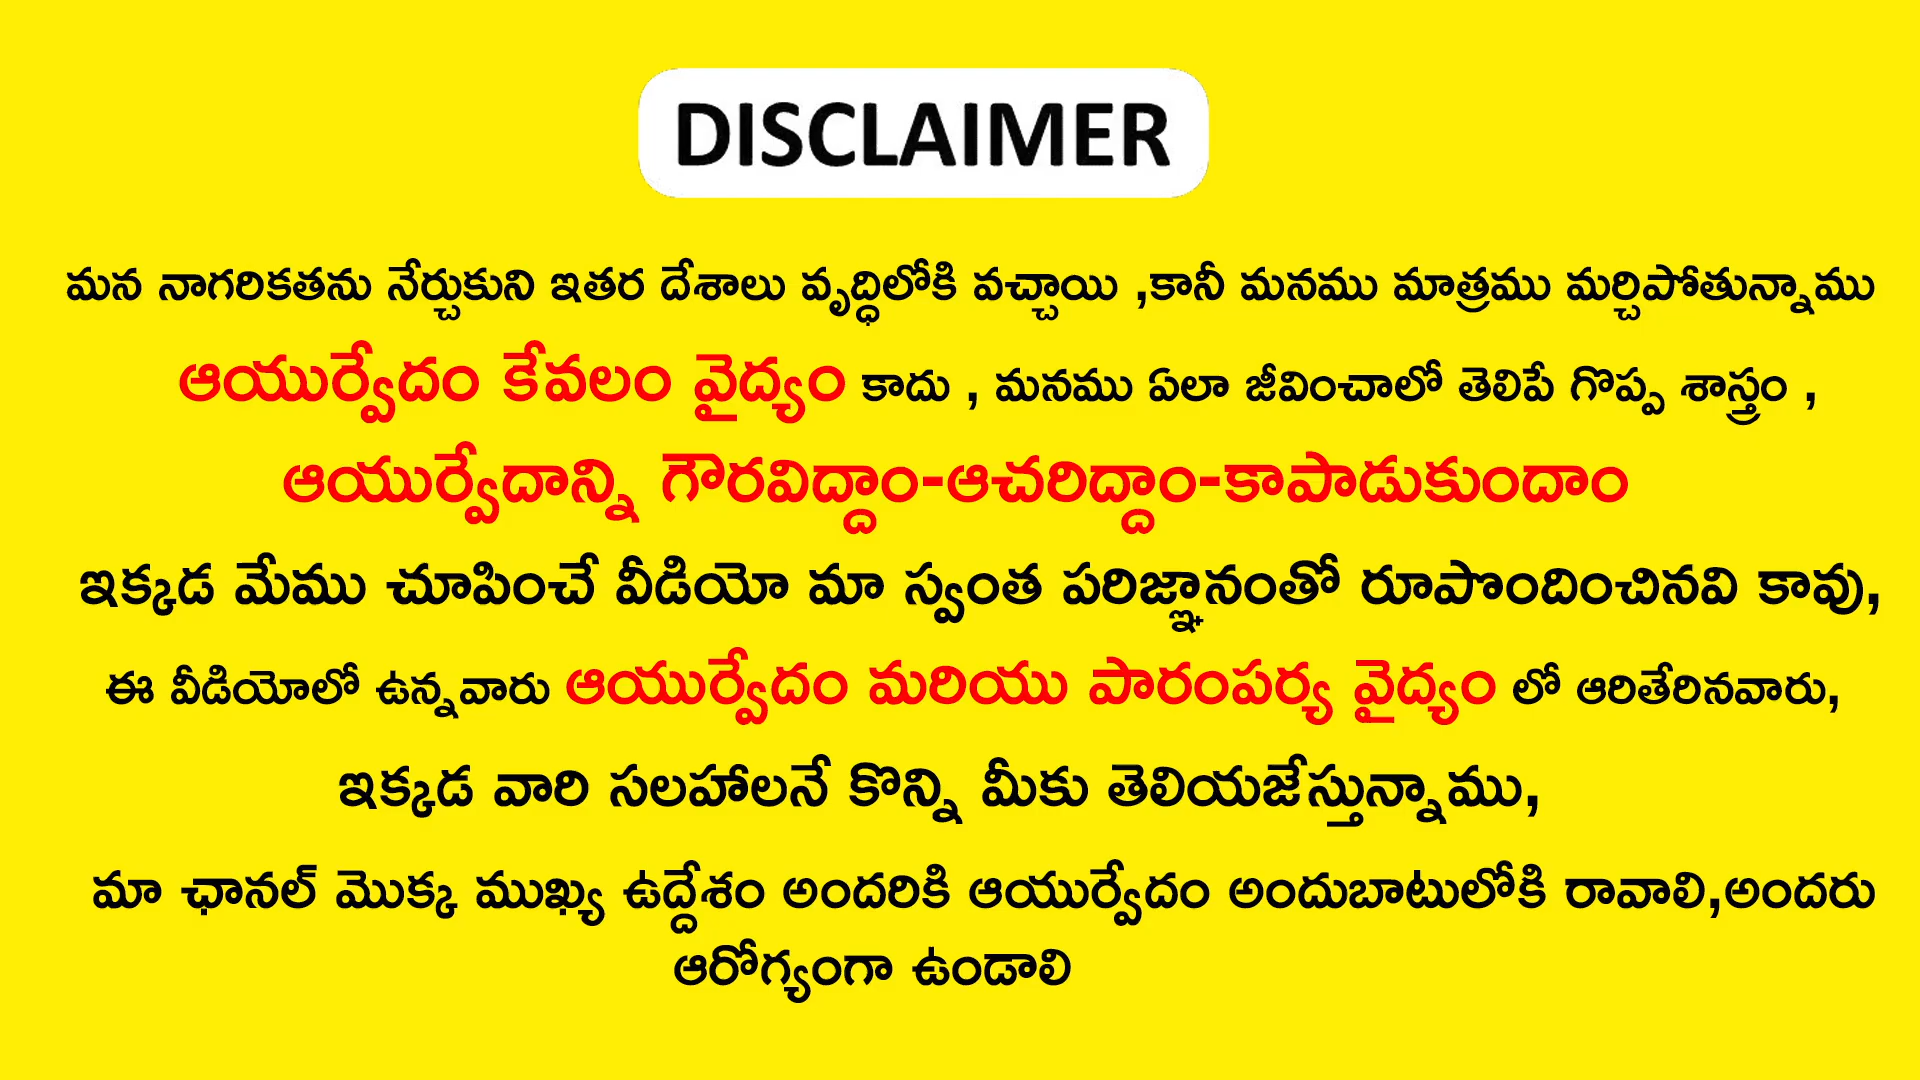 DISCLAIMER
మన నాగరికతను నేర్చుకుని ఇతర దేశాలు వృద్ధిలోకి వచ్చాయి ,కానీ మనము మాత్రము మర్చిపోతున్నాము
ఆయుర్వేదం కేవలం వైద్యం కాదు , మనము ఏలా జీవించాలో తెలిపే గొప్ప శాస్త్రం ,
ఆయుర్వేదాన్ని గౌరవిద్దాం-ఆచరిద్దాం-కాపాడుకుందాం
ఇక్కడ మేము చూపించే వీడియో మా స్వంత పరిజ్ఞానంతో రూపొందించినవి కావు,
ఈ వీడియోలో ఉన్నవారు ఆయుర్వేదం మరియు పారంపర్య వైద్యం లో ఆరితేరినవారు,
ఇక్కడ వారి సలహాలనే కొన్ని మీకు తెలియజేస్తున్నాము,
మా ఛానల్ మొక్క ముఖ్య ఉద్దేశం అందరికి ఆయుర్వేదం అందుబాటులోకి రావాలి,అందరు
ఆరోగ్యంగా ఉండాలి